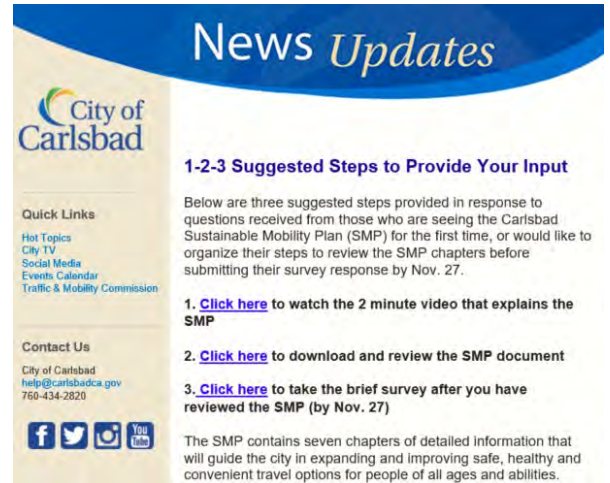 News Updates
City of
Carlsbad
Quick Links
Hot Topics
City TV
Social Media
Events Calendar
Traffic & Mobility Commission
Contact Us
City of Carlsbad
help@carlsbadca.gov
760-434-2820
You
Tube
1-2-3 Suggested Steps to Provide Your Input
Below are three suggested steps provided in response to
questions received from those who are seeing the Carlsbad
Sustainable Mobility Plan (SMP) for the first time, or would like to
organize their steps to review the SMP chapters before
submitting their survey response by Nov. 27.
1. Click here to watch the 2 minute video that explains the
SMP
2. Click here to download and review the SMP document
3. Click here to take the brief survey after you have
reviewed the SMP (by Nov. 27)
The SMP contains seven chapters of detailed information that
will guide the city in expanding and improving safe, healthy and
convenient travel options for people of all ages and abilities.